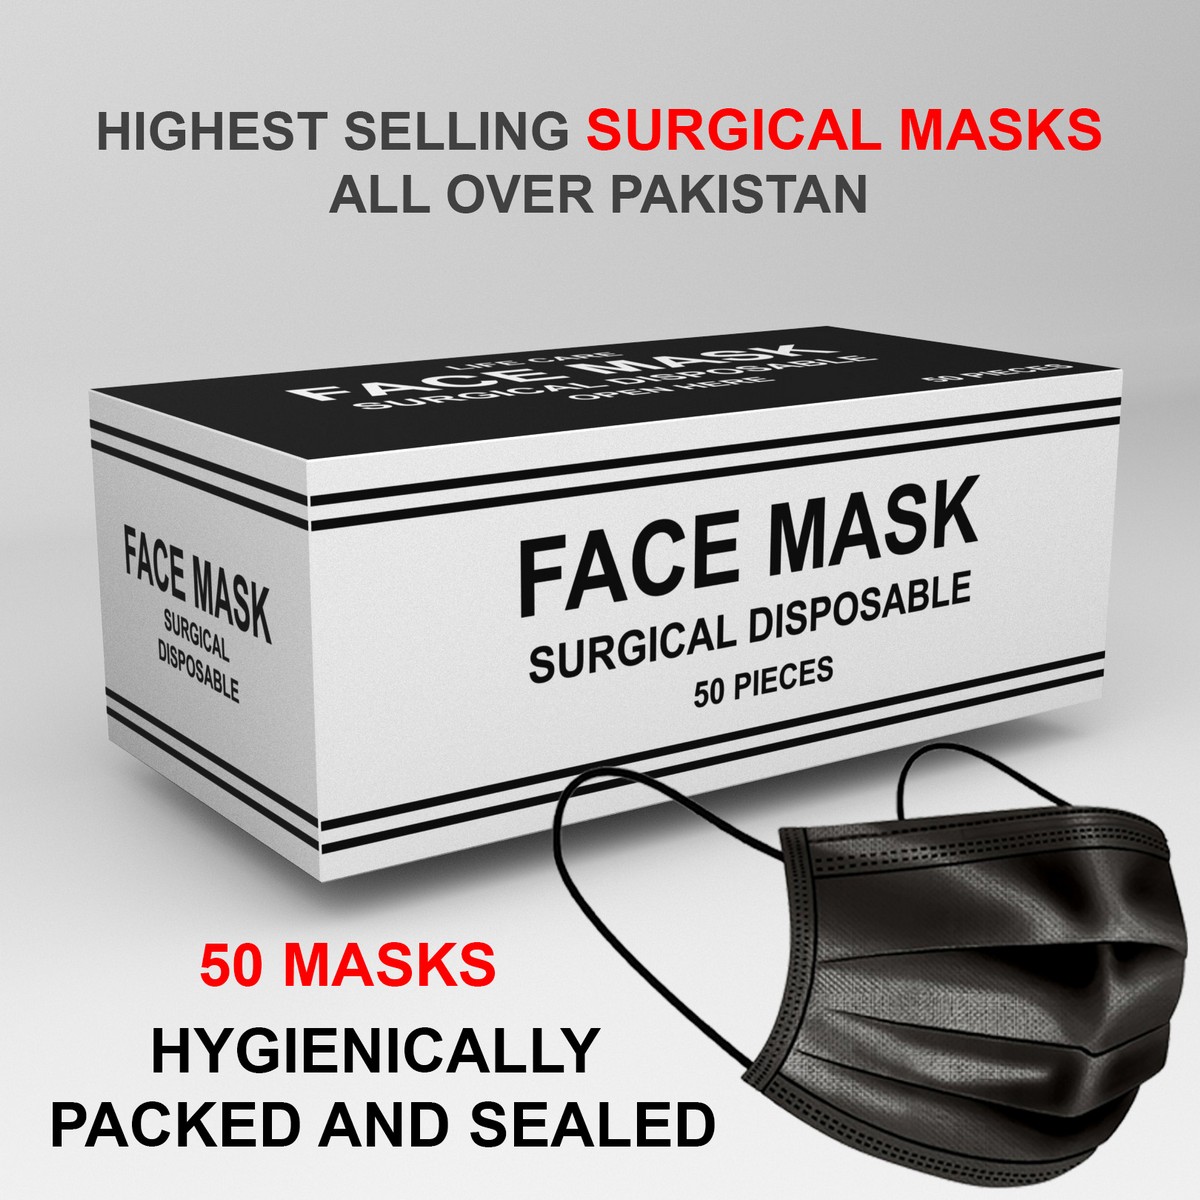 HIGHEST SELLING SURGICAL MASKS
ALL OVER PAKISTAN
LIFE CARE
FACE MASK
SURGICAL DISPOSABLE
OPEN HERE
50 PIECES
FACE MASK
SURGICAL
DISPOSABLE
FACE MASK
SURGICAL DISPOSABLE
50 PIECES
50 MASKS
HYGIENICALLY
PACKED AND SEALED